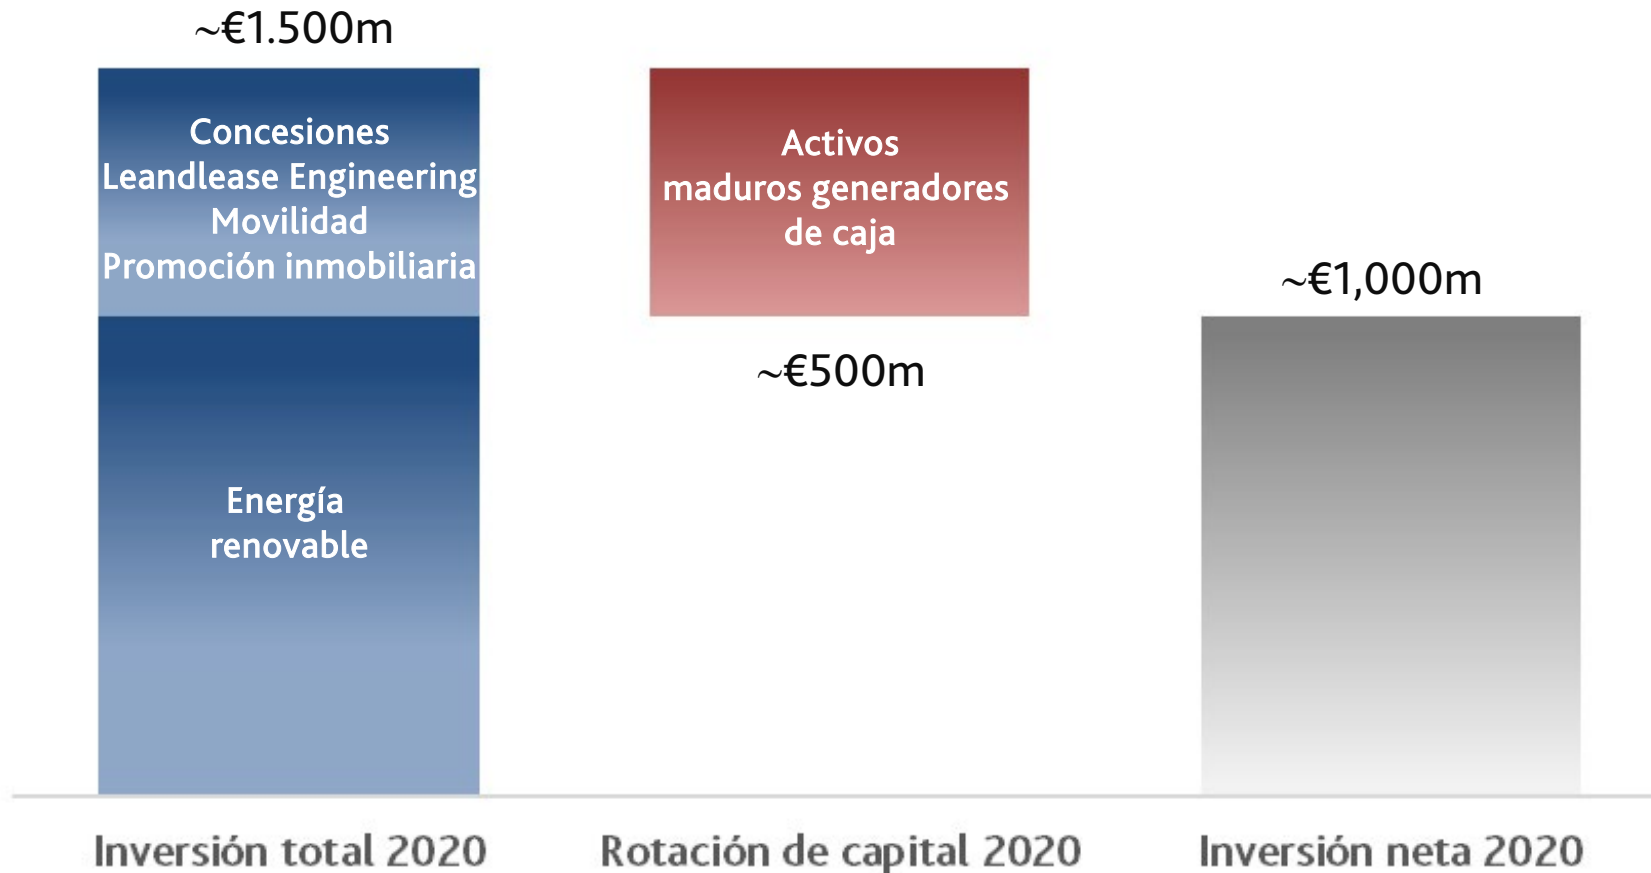 ~€1.500m
Concesiones
Leandlease Engineering
Movilidad
Promoción inmobiliaria
Energía
renovable
Activos
maduros generadores
de caja
~€500m
~€1,000m
Inversión total 2020
Rotación de capital 2020
Inversión neta 2020